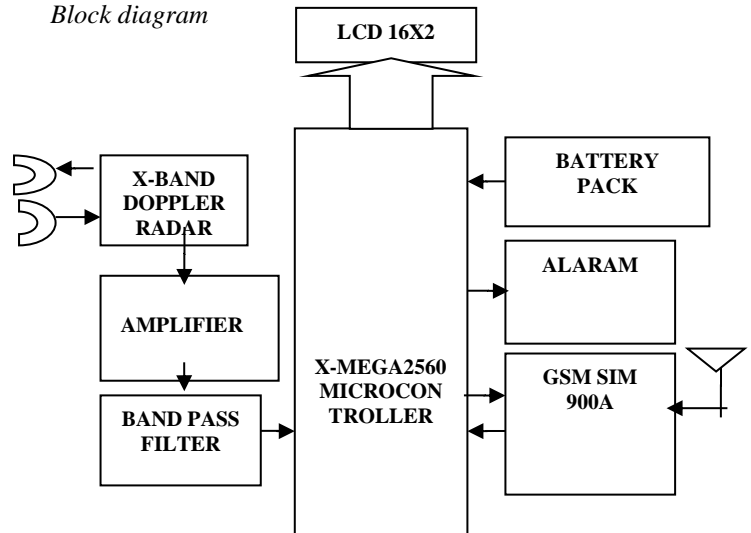 Block diagram
LCD 16X2
X-BAND
DOPPLER
RADAR
BATTERY
PACK
ALARAM
AMPLIFIER
X-MEGA2560
MICROCON
TROLLER
GSM SIM
900A
BAND PASS
FILTER